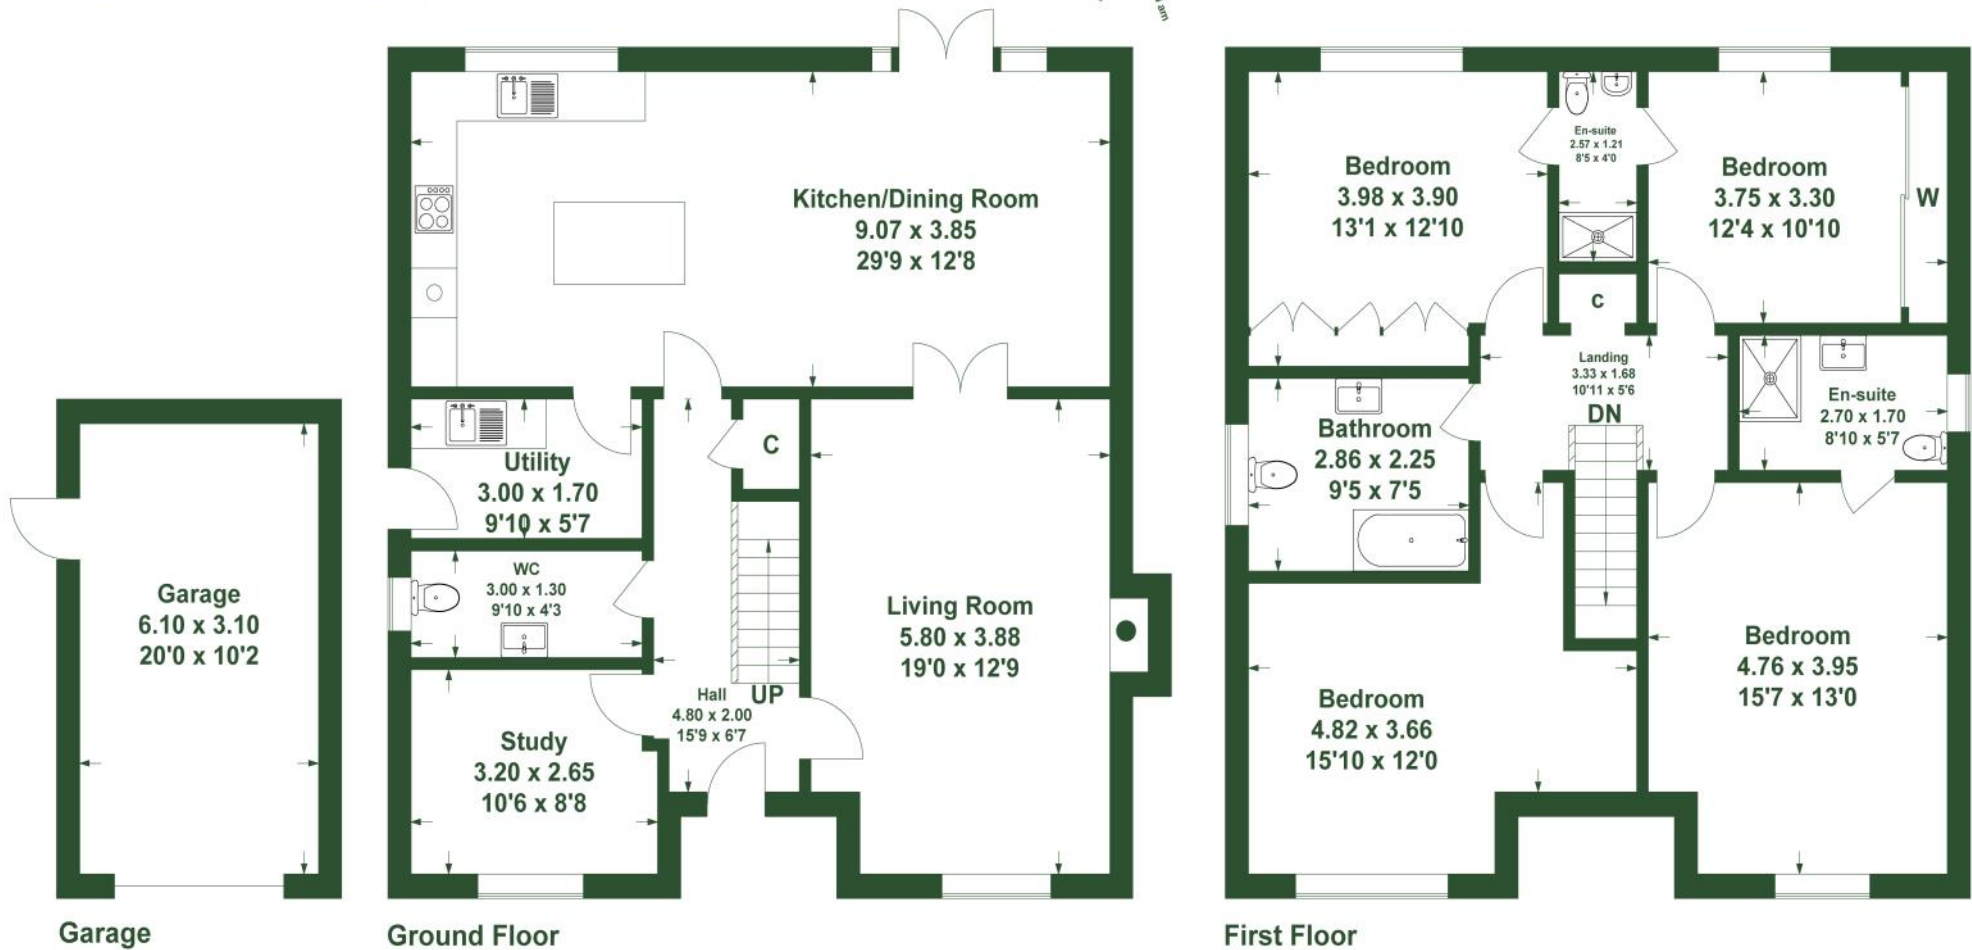 am
Kitchen/Dining Room
9.07 x 3.85
29'9 x 12'8
Utility
3.00 x 1.70
9'10 x 5'7
C
WC
3.00 x 1.30
9'10 x 4'3
Hall
4.80 x 2.00
15'9 x 6'7
UP
Living Room
5.80 x 3.88
19'0 x 12'9
Study
3.20 x 2.65
10'6 x 8'8
Garage
6.10 x 3.10
20'0 x 10'2
Garage
Ground Floor
Bedroom
3.98 x 3.90
13'1 x 12'10
En-suite
2.57 x 1.21
8'5 x 4'0
Bedroom
3.75 x 3.30
12'4 x 10'10
W
C
Landing
3.33 x 1.68
10'11 x 5'6
DN
En-suite
2.70 x 1.70
8'10 x 5'7
Bathroom
2.86 x 2.25
9'5 x 7'5
Bedroom
4.82 x 3.66
15'10 x 12'0
Bedroom
4.76 x 3.95
15'7 x 13'0
First Floor